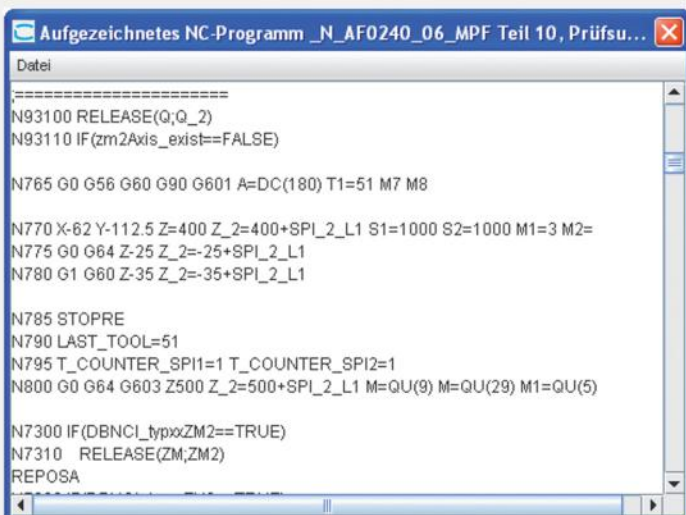 Aufgezeichnetes NC-Programm _N_AF0240_06_MPF Teil 10, Prüfsu...
Datei
;======================
N93100 RELEASE(Q;Q_2)
N93110 IF(zm2Axis_exist==FALSE)
N765 G0 G56 G60 G90 G601 A=DC(180) T1=51 M7 M8
N770 X-62 Y-112.5 Z=400 Z_2=400+SPI_2_L1 S1=1000 S2=1000 M1=3 M2=
N775 G0 G64 Z-25 Z_2=-25+SPI_2_L1
N780 G1 G60 Z-35 Z_2=-35+SPI_2_L1
N785 STOPRE
N790 LAST_TOOL=51
N795 T_COUNTER_SPI1=1 T_COUNTER_SPI2=1
N800 G0 G64 G603 Z500 Z_2=500+SPI_2_L1 M=QU(9) M=QU(29) M1=QU(5)
N7300 IF(DBNCI_typxxZM2==TRUE)
N7310 RELEASE(ZM;ZM2)
REPOSA